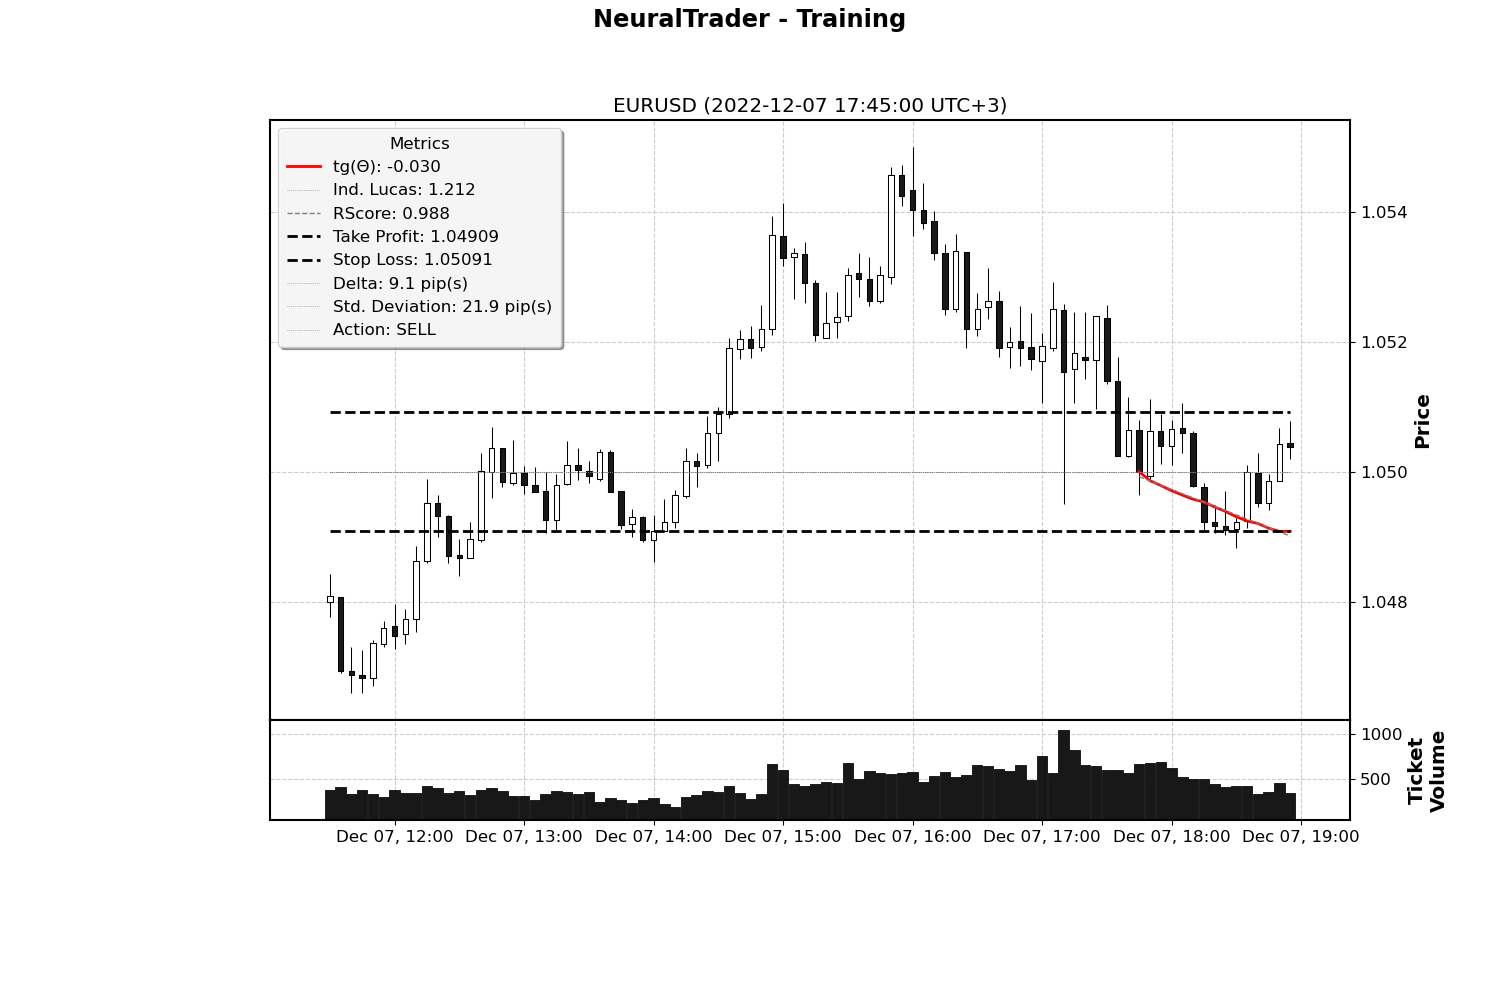 NeuralTrader - Training
EURUSD (2022-12-07 17:45:00 UTC+3)
Metrics
tg(Θ): -0.030
Ind. Lucas: 1.212
RScore: 0.988
Take Profit: 1.04909
Stop Loss: 1.05091
Delta: 9.1 pip(s)
Std. Deviation: 21.9 pip(s)
Action: SELL
1.054
1.052
1.050
1.048
Price
1000
500
Ticket
Volume
Dec 07, 12:00
Dec 07, 13:00
Dec 07, 14:00
Dec 07, 15:00
Dec 07, 16:00
Dec 07, 17:00
Dec 07, 18:00
Dec 07, 19:00